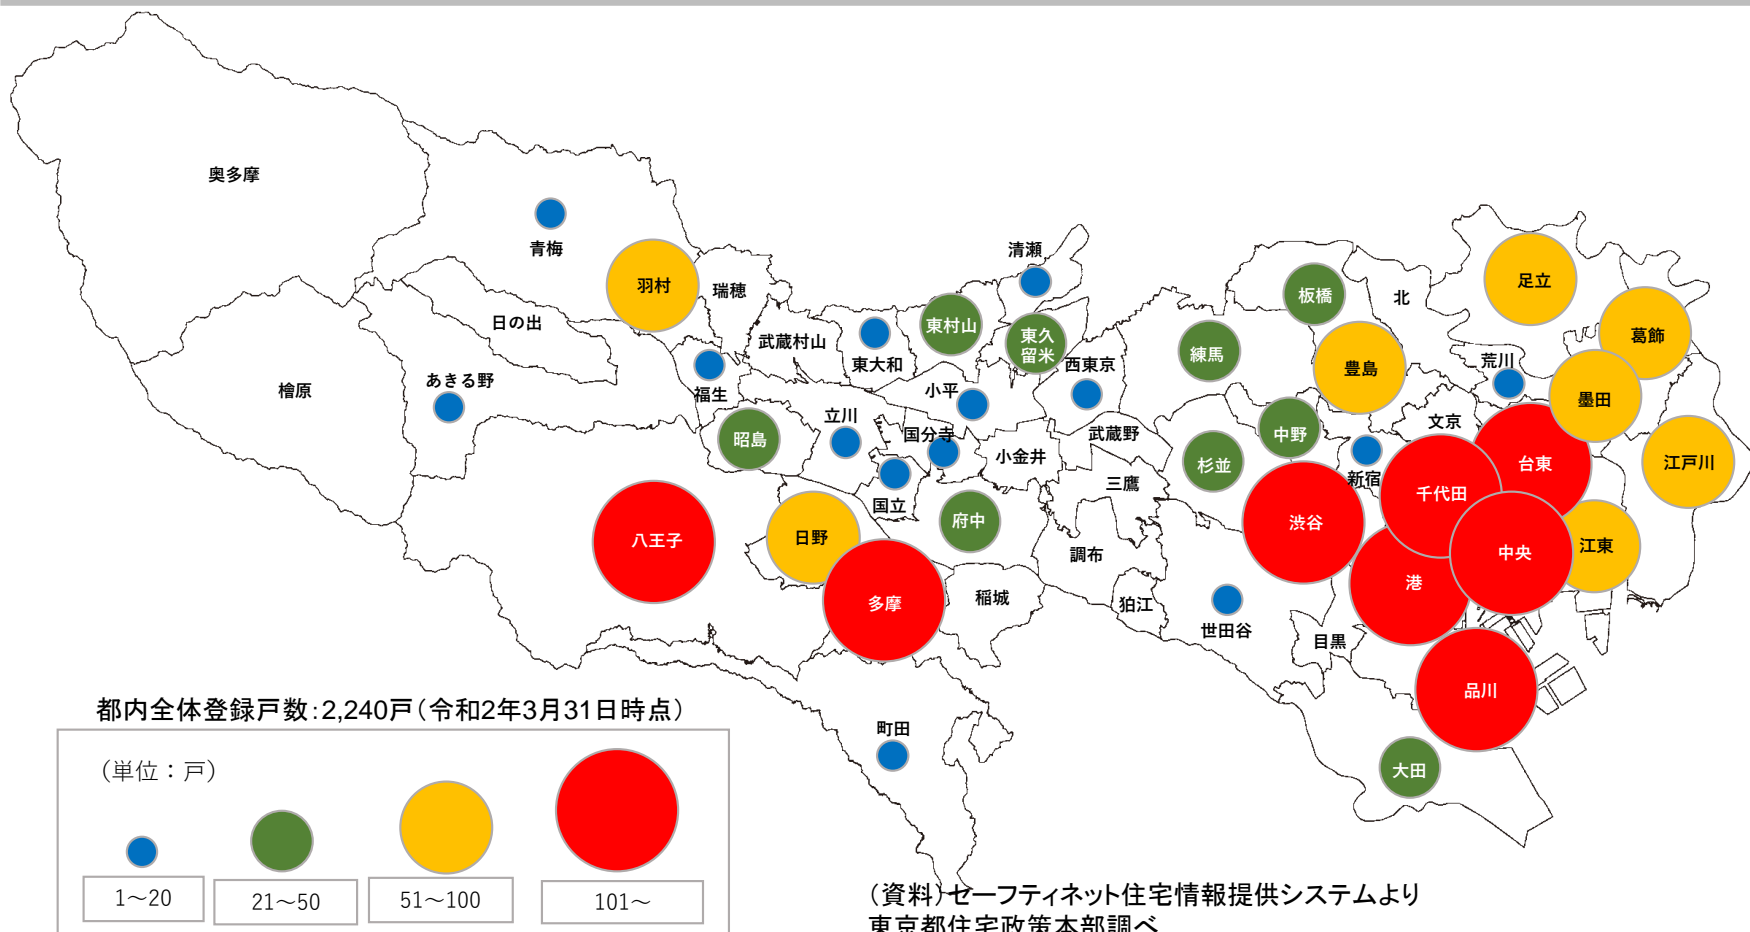 奥多摩
青梅
清瀬
羽村
瑞穂
日の出
武蔵村山
東大和
東村山
東久
留米
西東京
板橋
北
足立
葛飾
練馬
豊島
荒川
墨田
檜原
あきる野
福生
小平
昭島
立川
国分寺
小金井
武蔵野
三鷹
杉並
中野
新宿
文京
台東
江戸川
千代田
国立
府中
日野
八王子
多摩
稲城
調布
狛江
世田谷
渋谷
目黒
港
中央
江東
品川
大田
町田
都内全体登録戸数：2,240戸（令和2年3月31日時点）
（単位：戸）
1～20
21～50
51～100
101～
（資料）セーフティネット住宅情報提供システムより
東京都住宅政策本部調べ